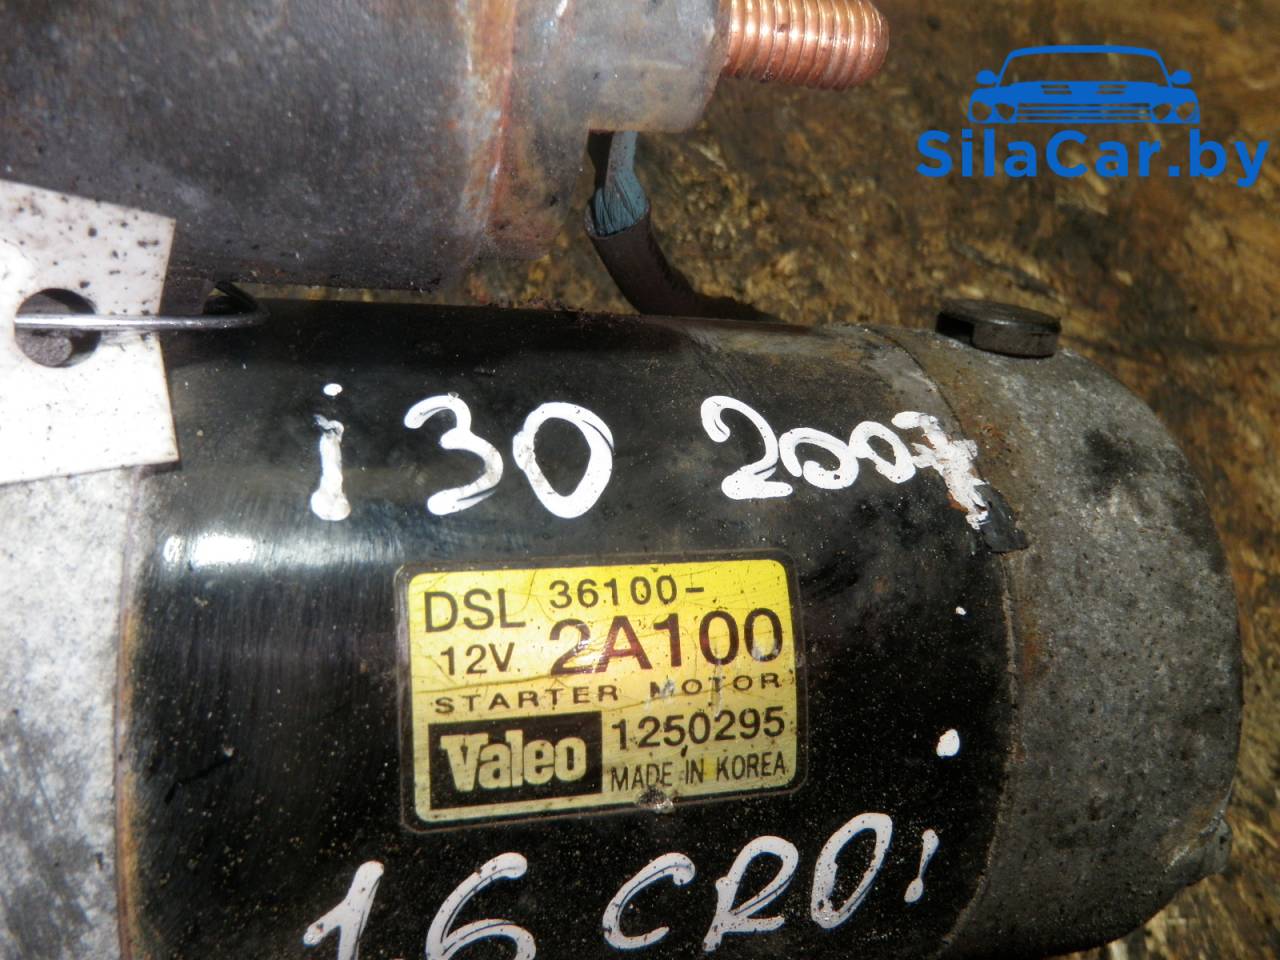 SilaCar.by
i30 2007
DSL 36100-
12V. 2A100
STARTER MOTOR
Valeo 1250295
MADE IN KOREA
1.6 CRDi